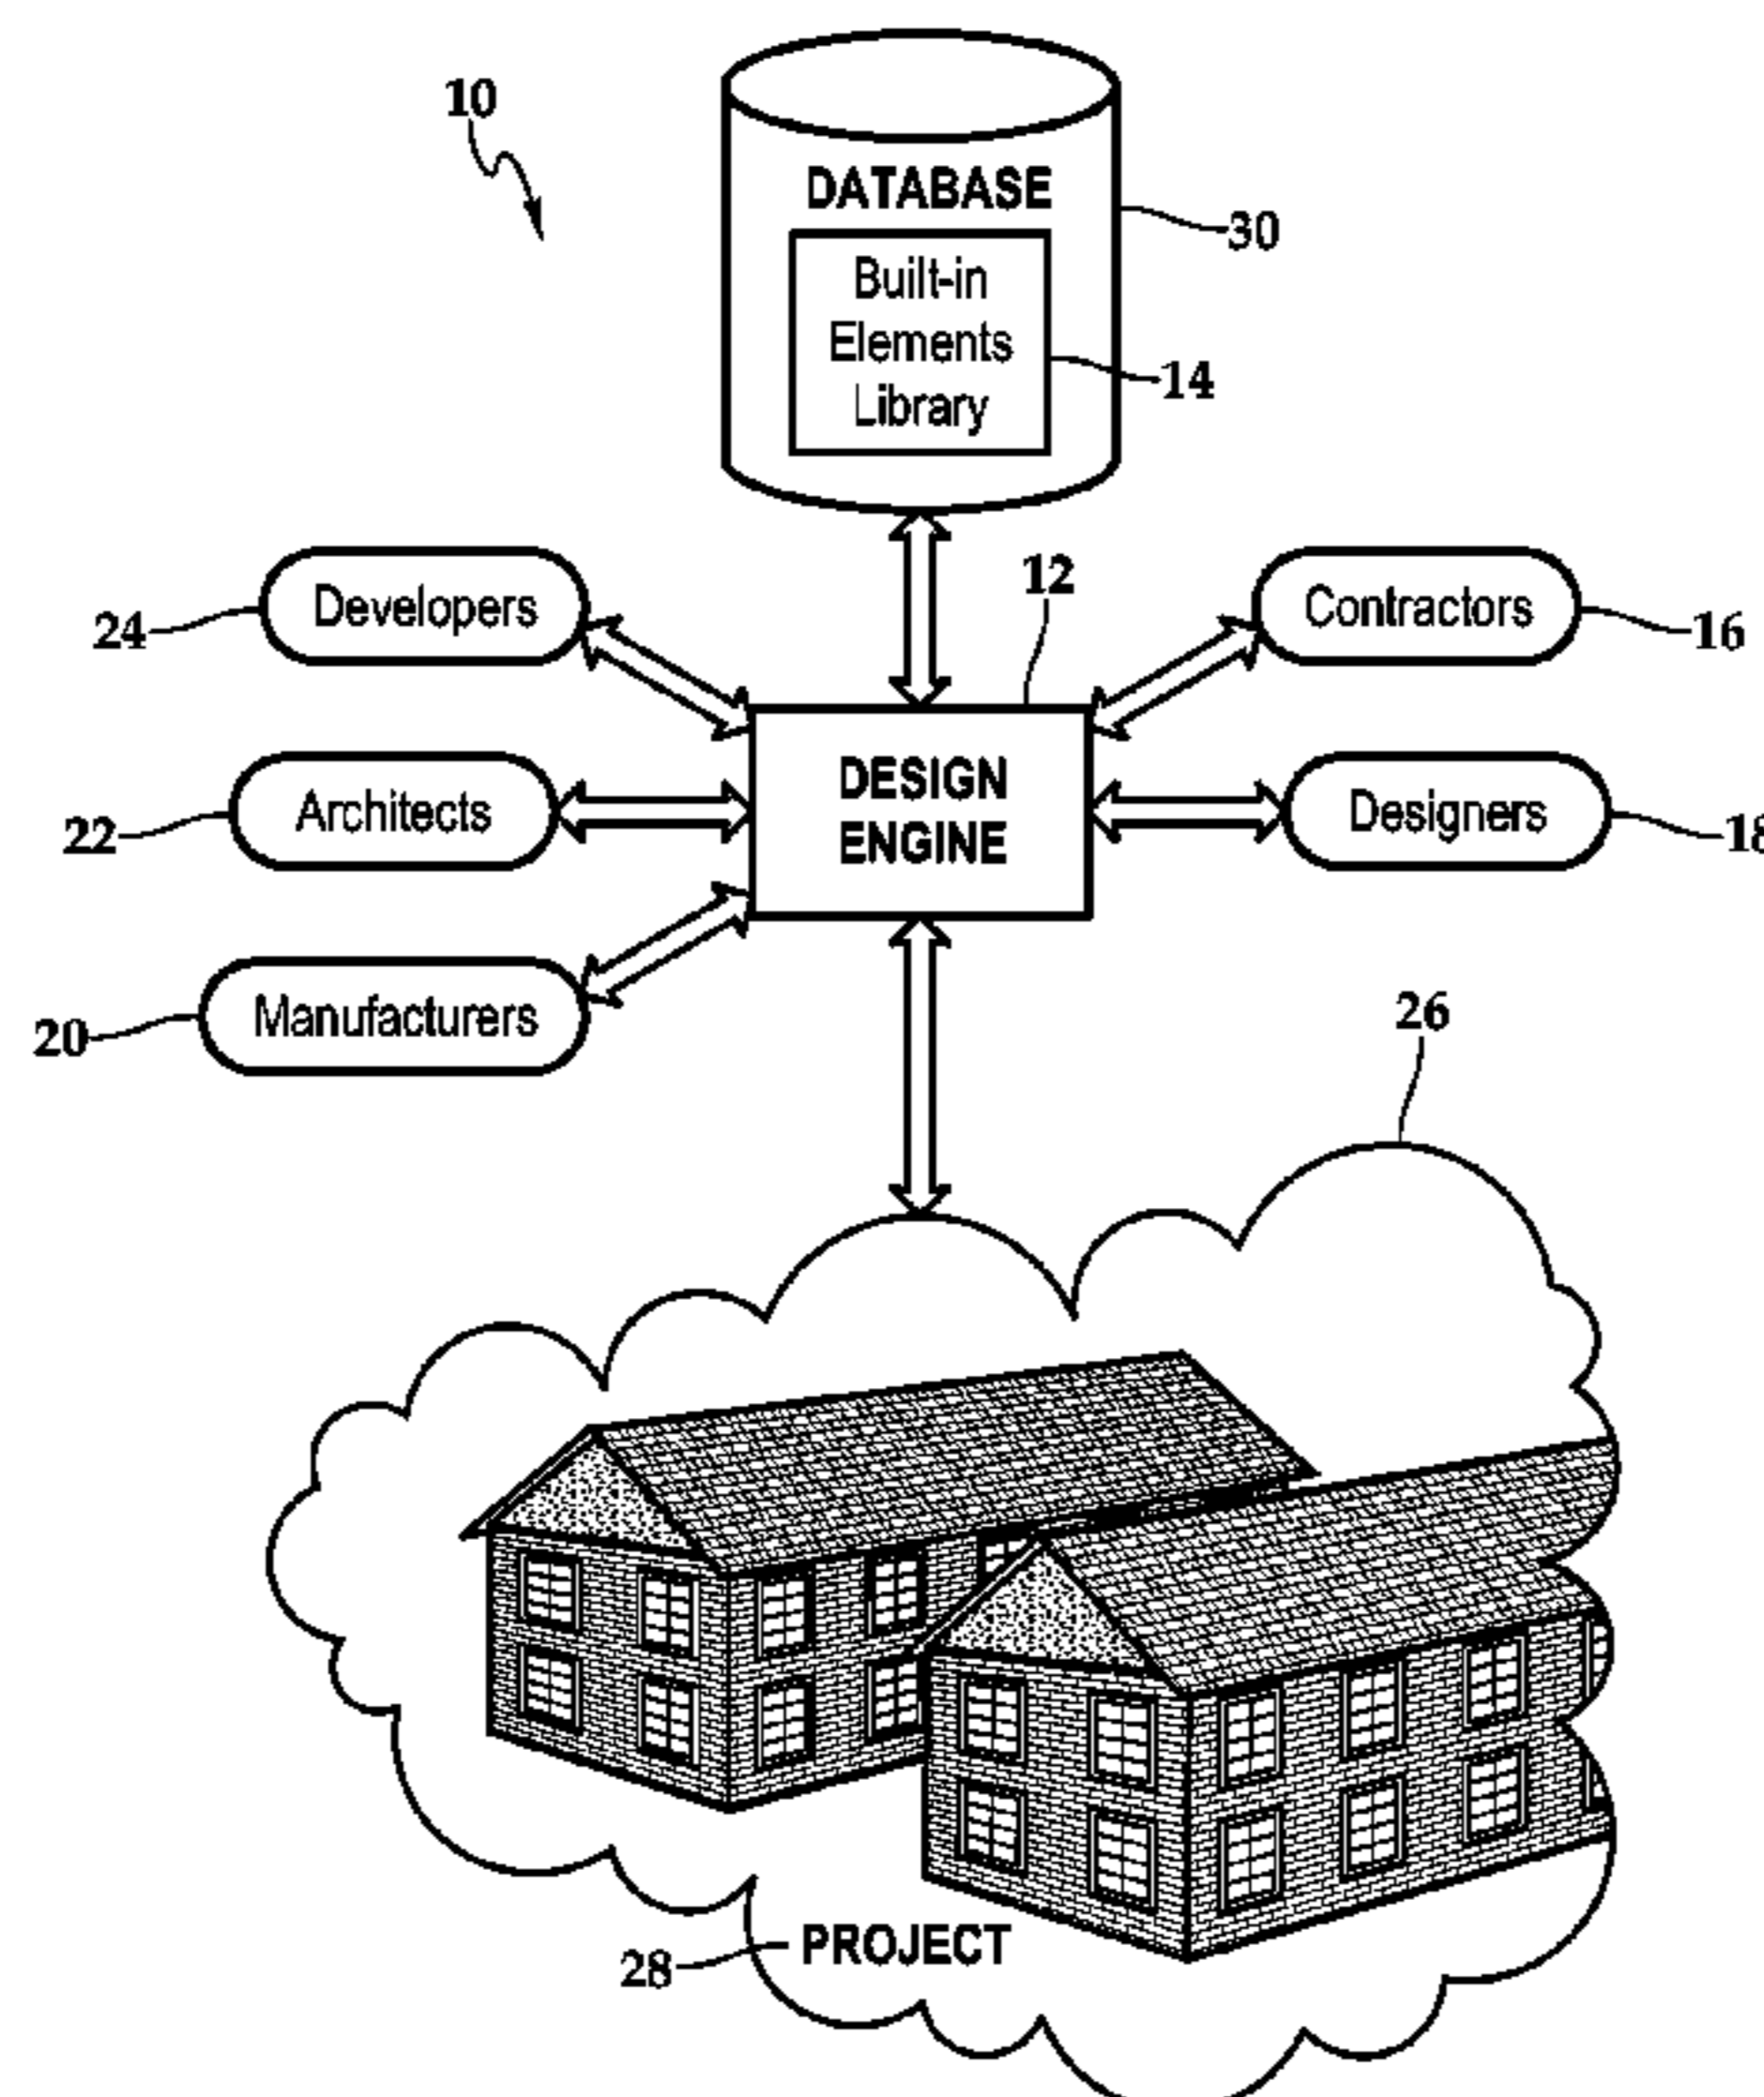 10
DATABASE
30
Built-in
Elements
Library
14
12
Developers
24
Contractors
16
DESIGN
ENGINE
Architects
22
Designers
18
Manufacturers
20
26
PROJECT
28